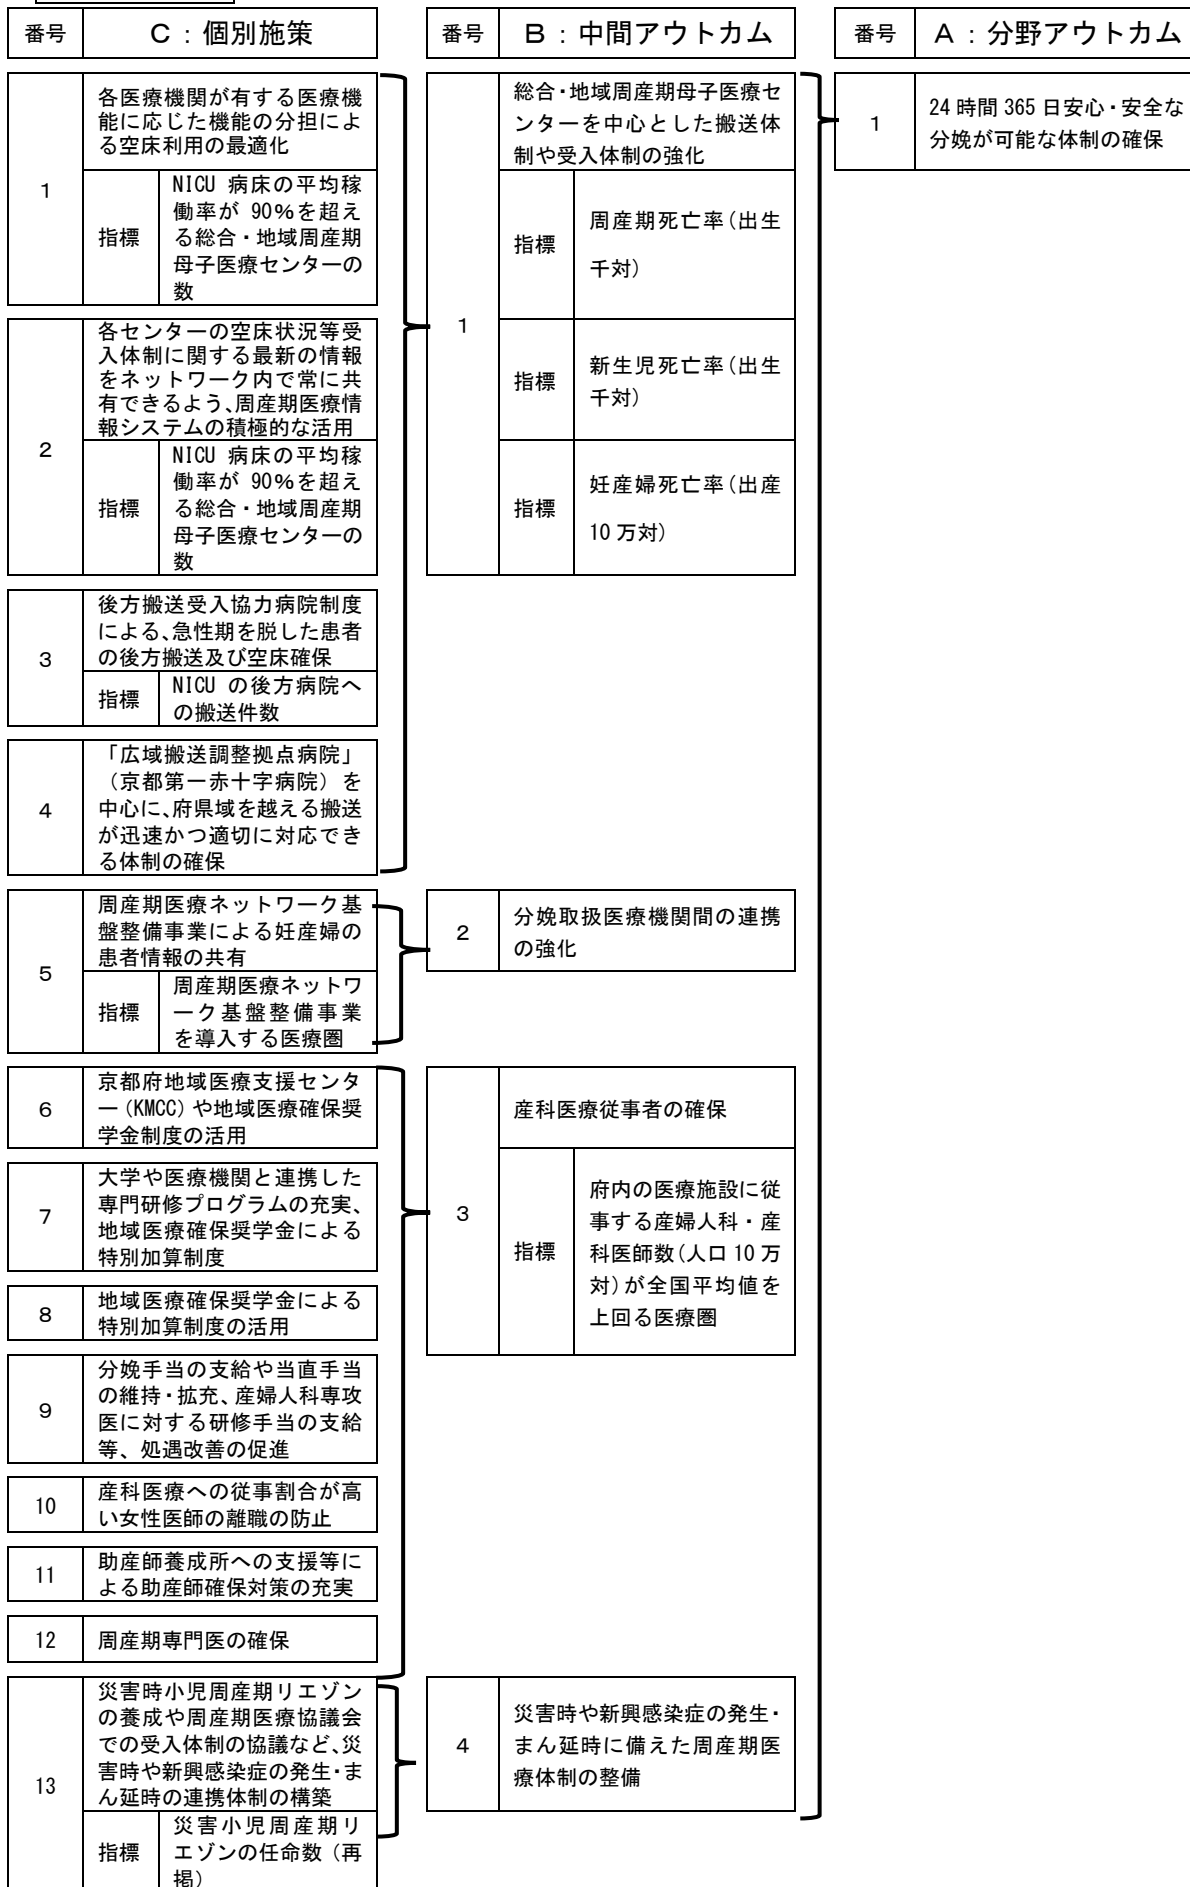 番号 C：個別施策
1
各医療機関が有する医療機
能に応じた機能の分担によ
る空床利用の最適化
指標
NICU 病床の平均稼
働率が 90％を超え
る総合・地域周産期
母子医療センターの
数
2
各センターの空床状況等受
入体制に関する最新の情報
をネットワーク内で常に共
有できるよう、周産期医療情
報システムの積極的な活用
指標
NICU 病床の平均稼
働率が 90％を超え
る総合・地域周産期
母子医療センターの
数
3
後方搬送受入協力病院制度
による、急性期を脱した患者
の後方搬送及び空床確保
指標
NICU の後方病院へ
の搬送件数
4
「広域搬送調整拠点病院」
（京都第一赤十字病院）を
中心に、府県域を越える搬送
が迅速かつ適切に対応でき
る体制の確保
5
周産期医療ネットワーク基
盤整備事業による妊産婦の
患者情報の共有
指標
周産期医療ネットワ
ーク基盤整備事業
を導入する医療圏
6
京都府地域医療支援センタ
ー（KMCC）や地域医療確保奨
学金制度の活用
7
大学や医療機関と連携した
専門研修プログラムの充実、
地域医療確保奨学金による
特別加算制度
8
地域医療確保奨学金による
特別加算制度の活用
9
分娩手当の支給や当直手当
の維持・拡充、産婦人科専攻
医に対する研修手当の支給
等、処遇改善の促進
10
産科医療への従事割合が高
い女性医師の離職の防止
11
助産師養成所への支援等に
よる助産師確保対策の充実
12
周産期専門医の確保
13
災害時小児周産期リエゾン
の養成や周産期医療協議会
での受入体制の協議など、災
害時や新興感染症の発生・ま
ん延時の連携体制の構築
指標
災害小児周産期リ
エゾンの任命数（再
掲）
番号 B：中間アウトカム
1
総合・地域周産期母子医療セ
ンターを中心とした搬送体
制や受入体制の強化
指標
周産期死亡率（出生
千対）
指標
新生児死亡率（出生
千対）
指標
妊産婦死亡率（出産
10 万対）
2
分娩取扱医療機関間の連携
の強化
3
産科医療従事者の確保
指標
府内の医療施設に従
事する産婦人科・産
科医師数（人口 10 万
対）が全国平均値を
上回る医療圏
4
災害時や新興感染症の発生・
まん延時に備えた周産期医
療体制の整備
番号 A：分野アウトカム
1
24 時間 365 日安心・安全な
分娩が可能な体制の確保